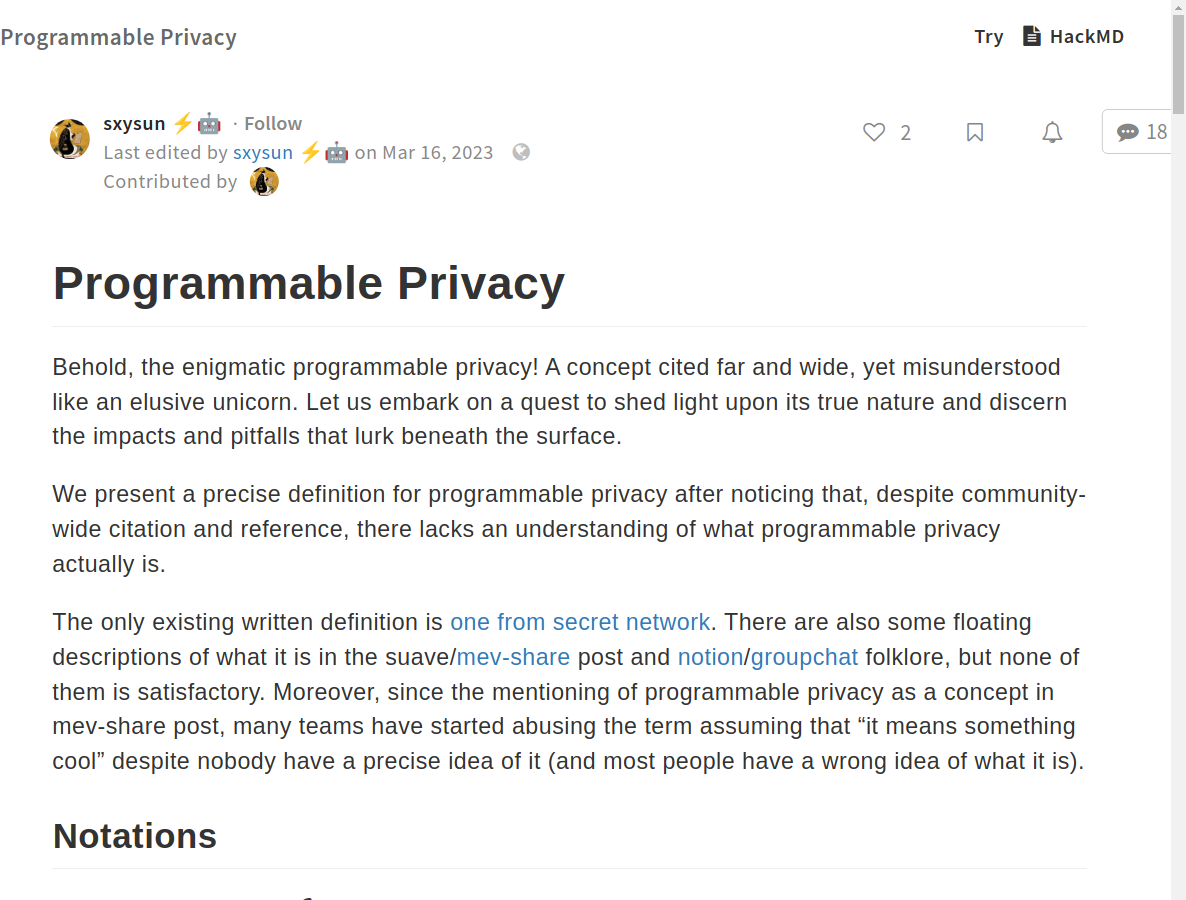 Programmable Privacy
Try HackMD
sxysun ⚡🤖 · Follow
2
18
Last edited by sxysun ⚡🤖 on Mar 16, 2023
Contributed by
Programmable Privacy
Behold, the enigmatic programmable privacy! A concept cited far and wide, yet misunderstood
like an elusive unicorn. Let us embark on a quest to shed light upon its true nature and discern
the impacts and pitfalls that lurk beneath the surface.
We present a precise definition for programmable privacy after noticing that, despite community-
wide citation and reference, there lacks an understanding of what programmable privacy
actually is.
The only existing written definition is one from secret network. There are also some floating
descriptions of what it is in the suave/mev-share post and notion/groupchat folklore, but none of
them is satisfactory. Moreover, since the mentioning of programmable privacy as a concept in
mev-share post, many teams have started abusing the term assuming that “it means something
cool” despite nobody have a precise idea of it (and most people have a wrong idea of what it is).
Notations